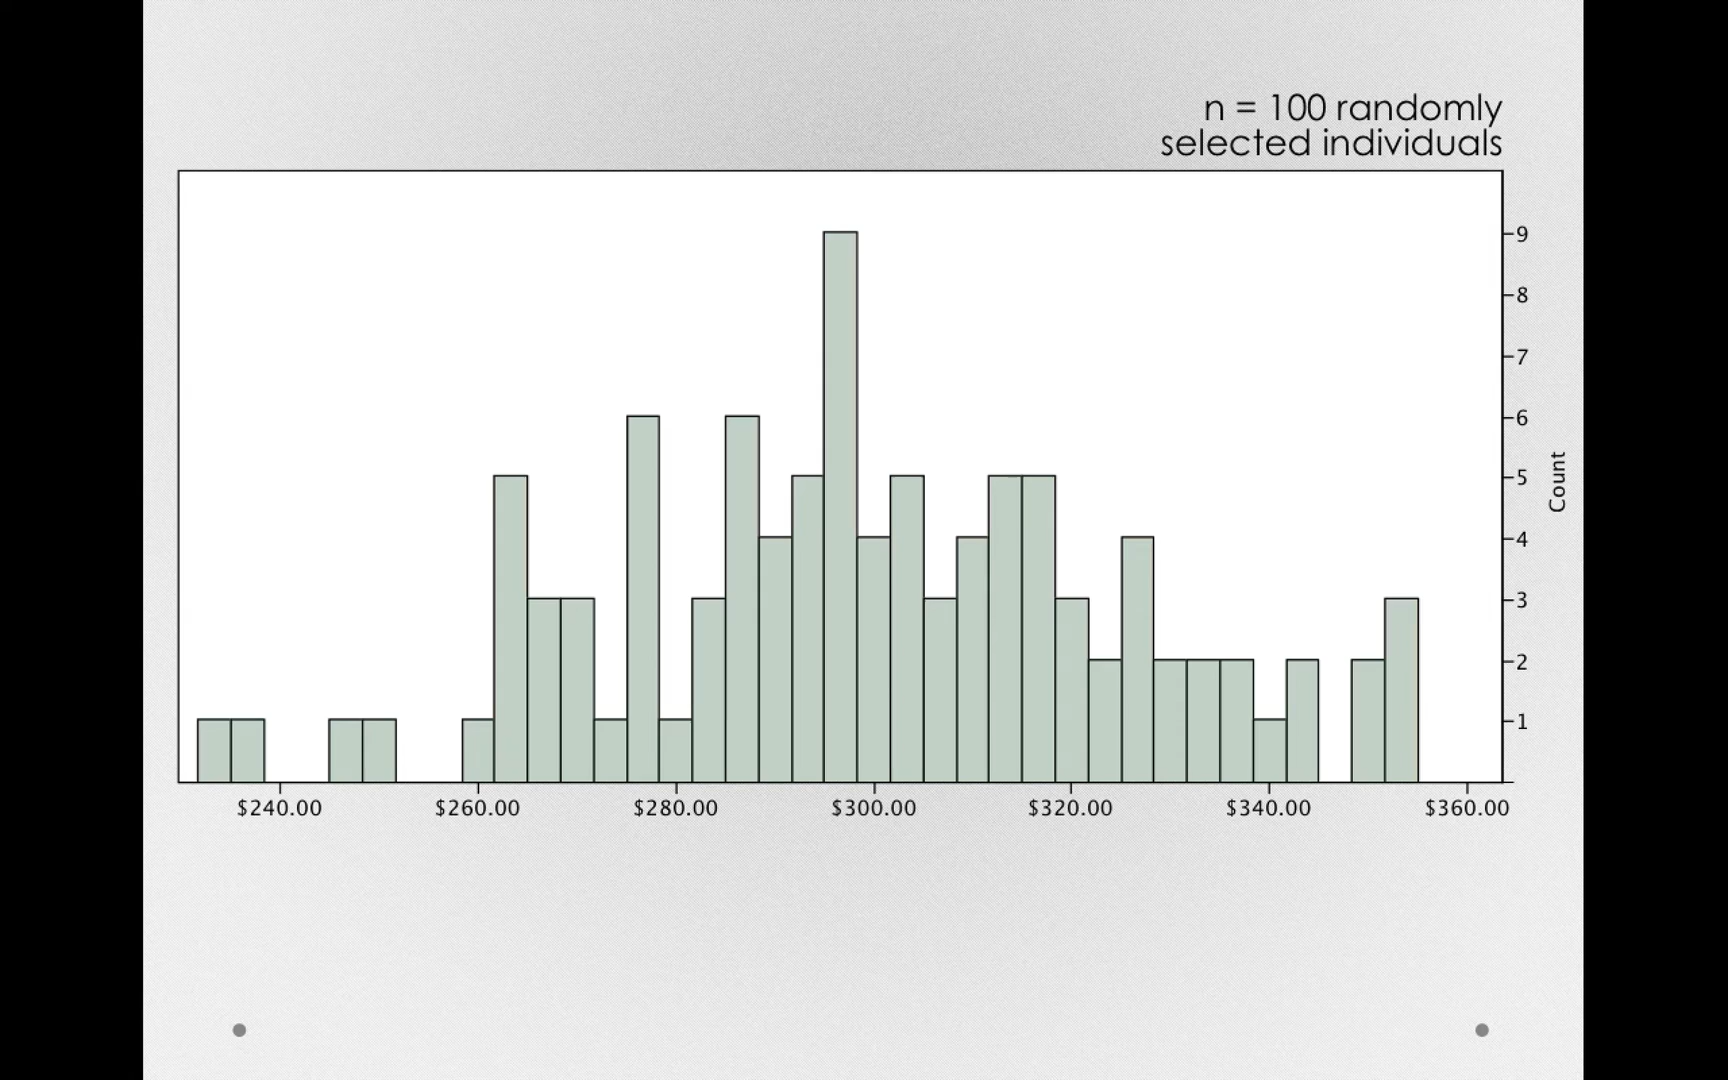 n = 100 randomly
selected individuals
9
8
7
6
5
Count
4
3
2
1
$240.00 $260.00 $280.00 $300.00 $320.00 $340.00 $360.00